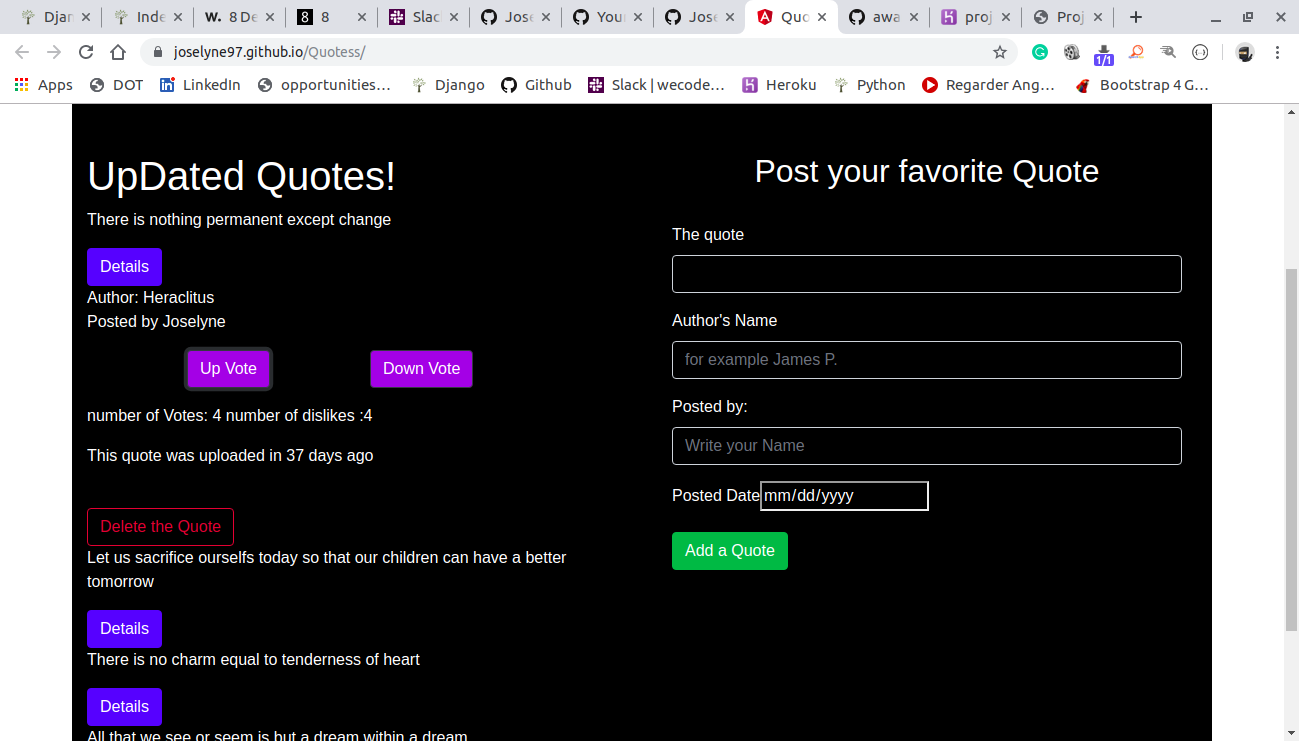 Djan
Inde
W. 8 De
8 8
Slac
Jose
Your
Jose
Quo
awa
proj
Proj
joselyne97.github.io/Quotess/
1/1
Apps
DOT
LinkedIn
opportunities...
Django
Github
Slack | wecode...
Heroku
Python
Regarder Ang...
Bootstrap 4 G...
UpDated Quotes!
There is nothing permanent except change
Details
Author: Heraclitus
Posted by Joselyne
Up Vote
Down Vote
number of Votes: 4 number of dislikes :4
This quote was uploaded in 37 days ago
Delete the Quote
Let us sacrifice ourselfs today so that our children can have a better
tomorrow
Details
There is no charm equal to tenderness of heart
Details
All that we see or seem is but a dream within a dream
Post your favorite Quote
The quote
Author's Name
for example James P.
Posted by:
Write your Name
Posted Date mm/dd/yyyy
Add a Quote